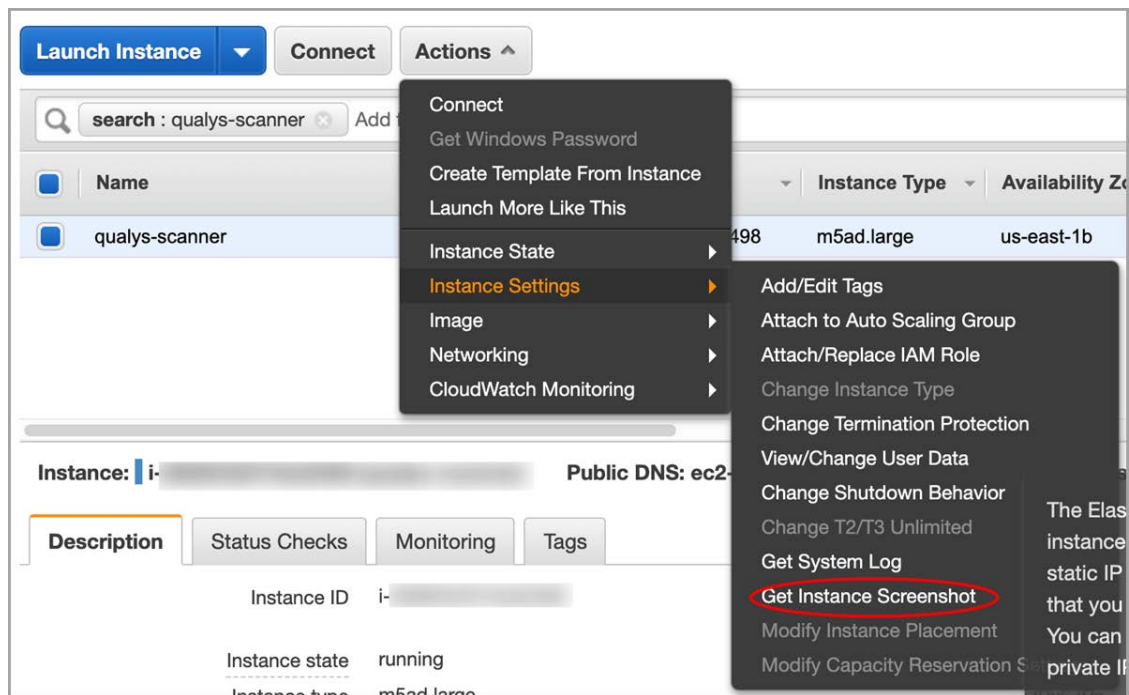 Launch Instance Connect Actions
search : qualys-scanner Add
Connect
Get Windows Password
Create Template From Instance
Launch More Like This
Instance State
Instance Settings
Image
Networking
CloudWatch Monitoring
Name Instance Type Availability
qualys-scanner 498 m5ad.large us-east-1b
Add/Edit Tags
Attach to Auto Scaling Group
Attach/Replace IAM Role
Change Instance Type
Change Termination Protection
View/Change User Data
Change Shutdown Behavior
Change T2/T3 Unlimited
Get System Log
Get Instance Screenshot
Modify Instance Placement
Modify Capacity Reservation
Instance: i- Public DNS: ec2-
Description Status Checks Monitoring Tags
Instance ID i-
Instance state running
Instance type m5ad.large
The Elas
instance
static IP
that you
You can
private